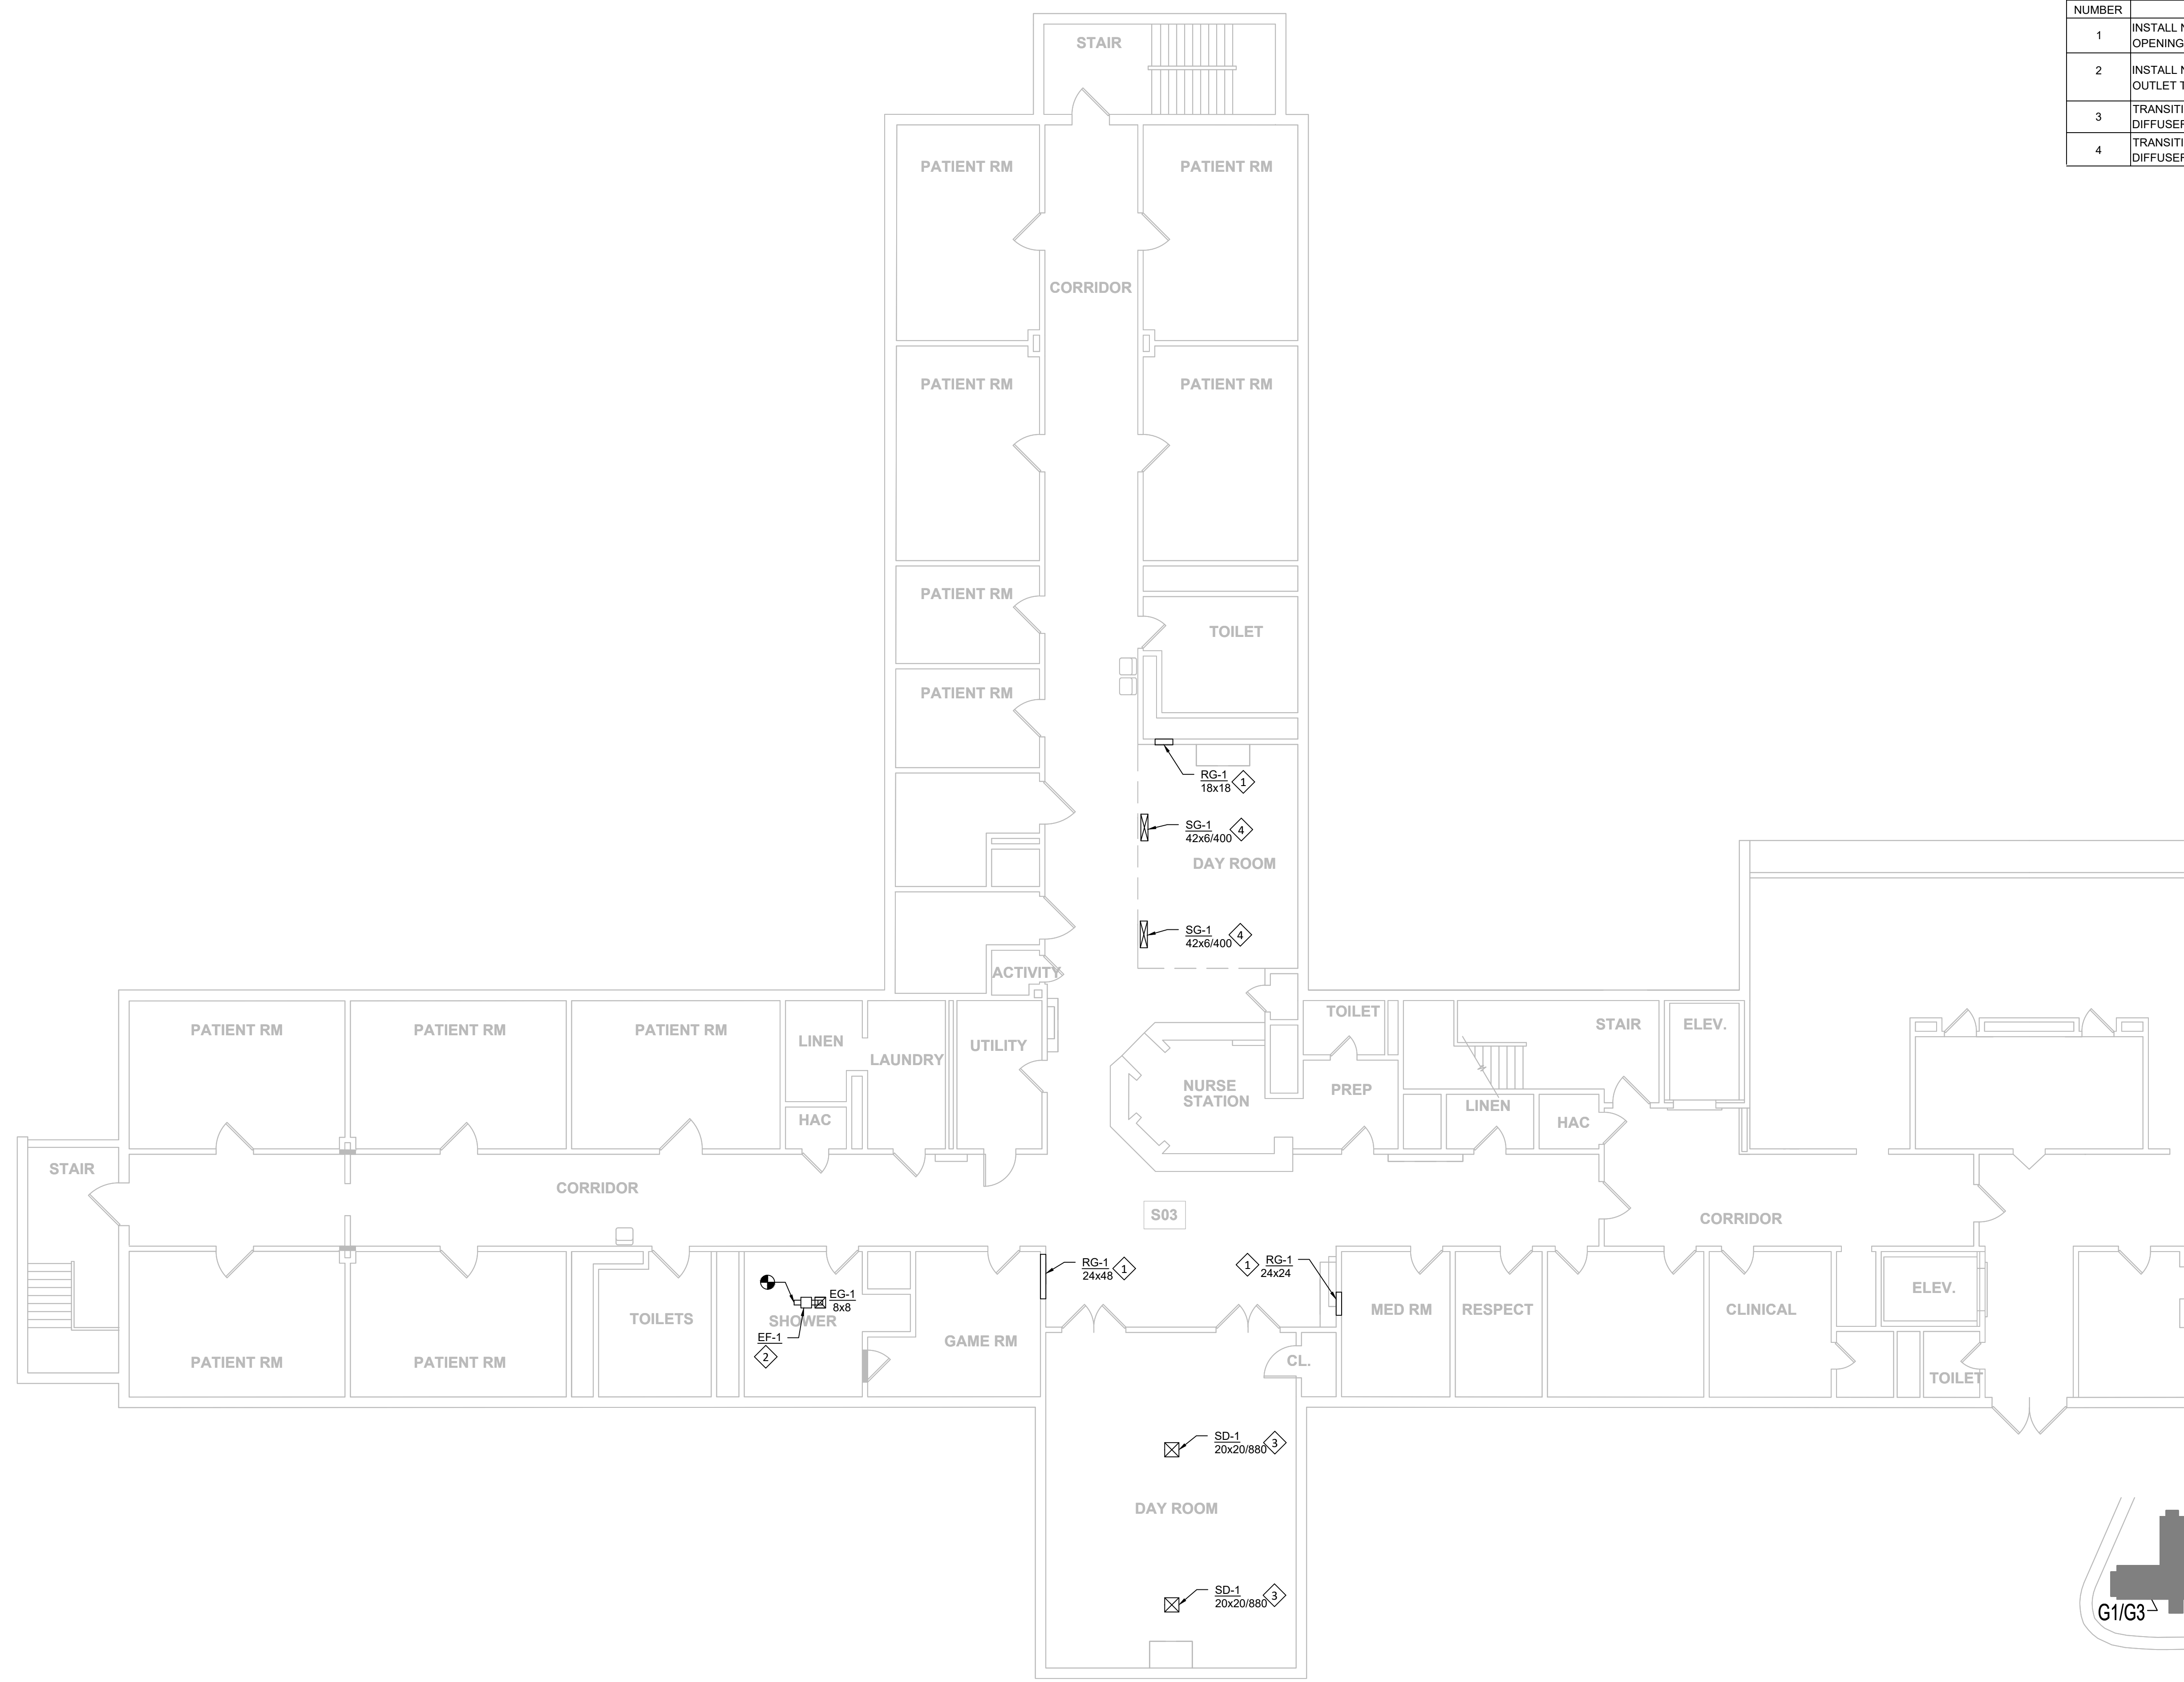 NUMBER
1
INSTALL
OPENING
2
INSTALL
OUTLET
3
4
STAIR
PATIENT RM
PATIENT RM
CORRIDOR
PATIENT RM
PATIENT RM
PATIENT RM
TOILET
PATIENT RM
RG-1
18x18
1
SG-1
42x6/400
4
DAY ROOM
SG-1
42x6/400
4
ACTIVITY
PATIENT RM
PATIENT RM
PATIENT RM
LINEN
LAUNDRY
UTILITY
HAC
NURSE
STATION
TOILET
PREP
STAIR
ELEV.
LINEN
HAC
STAIR
CORRIDOR
S03
CORRIDOR
RG-1
24x48
1
1
RG-1
24x24
EG-1
8x8
EF-1
2
SHOWER
TOILETS
GAME RM
MED RM
RESPECT
CLINICAL
ELEV.
PATIENT RM
PATIENT RM
CL.
TOILET
SD-1
20x20/880
3
DAY ROOM
SD-1
20x20/880
3
G1/G3